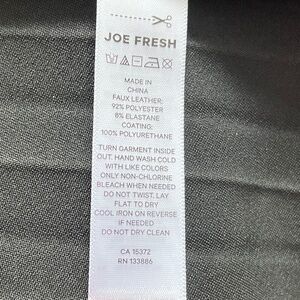 JOE FRESH
MADE IN
CHINA
FAUX LEATHER:
92% POLYESTER
8% ELASTANE
COATING:
100% POLYURETHANE
TURN GARMENT INSIDE
OUT. HAND WASH COLD
WITH LIKE COLORS
ONLY NON-CHLORINE
BLEACH WHEN NEEDED
DO NOT TWIST. LAY
FLAT TO DRY
COOL IRON ON REVERSE
IF NEEDED
DO NOT DRY CLEAN
CA 15372
RN 133886